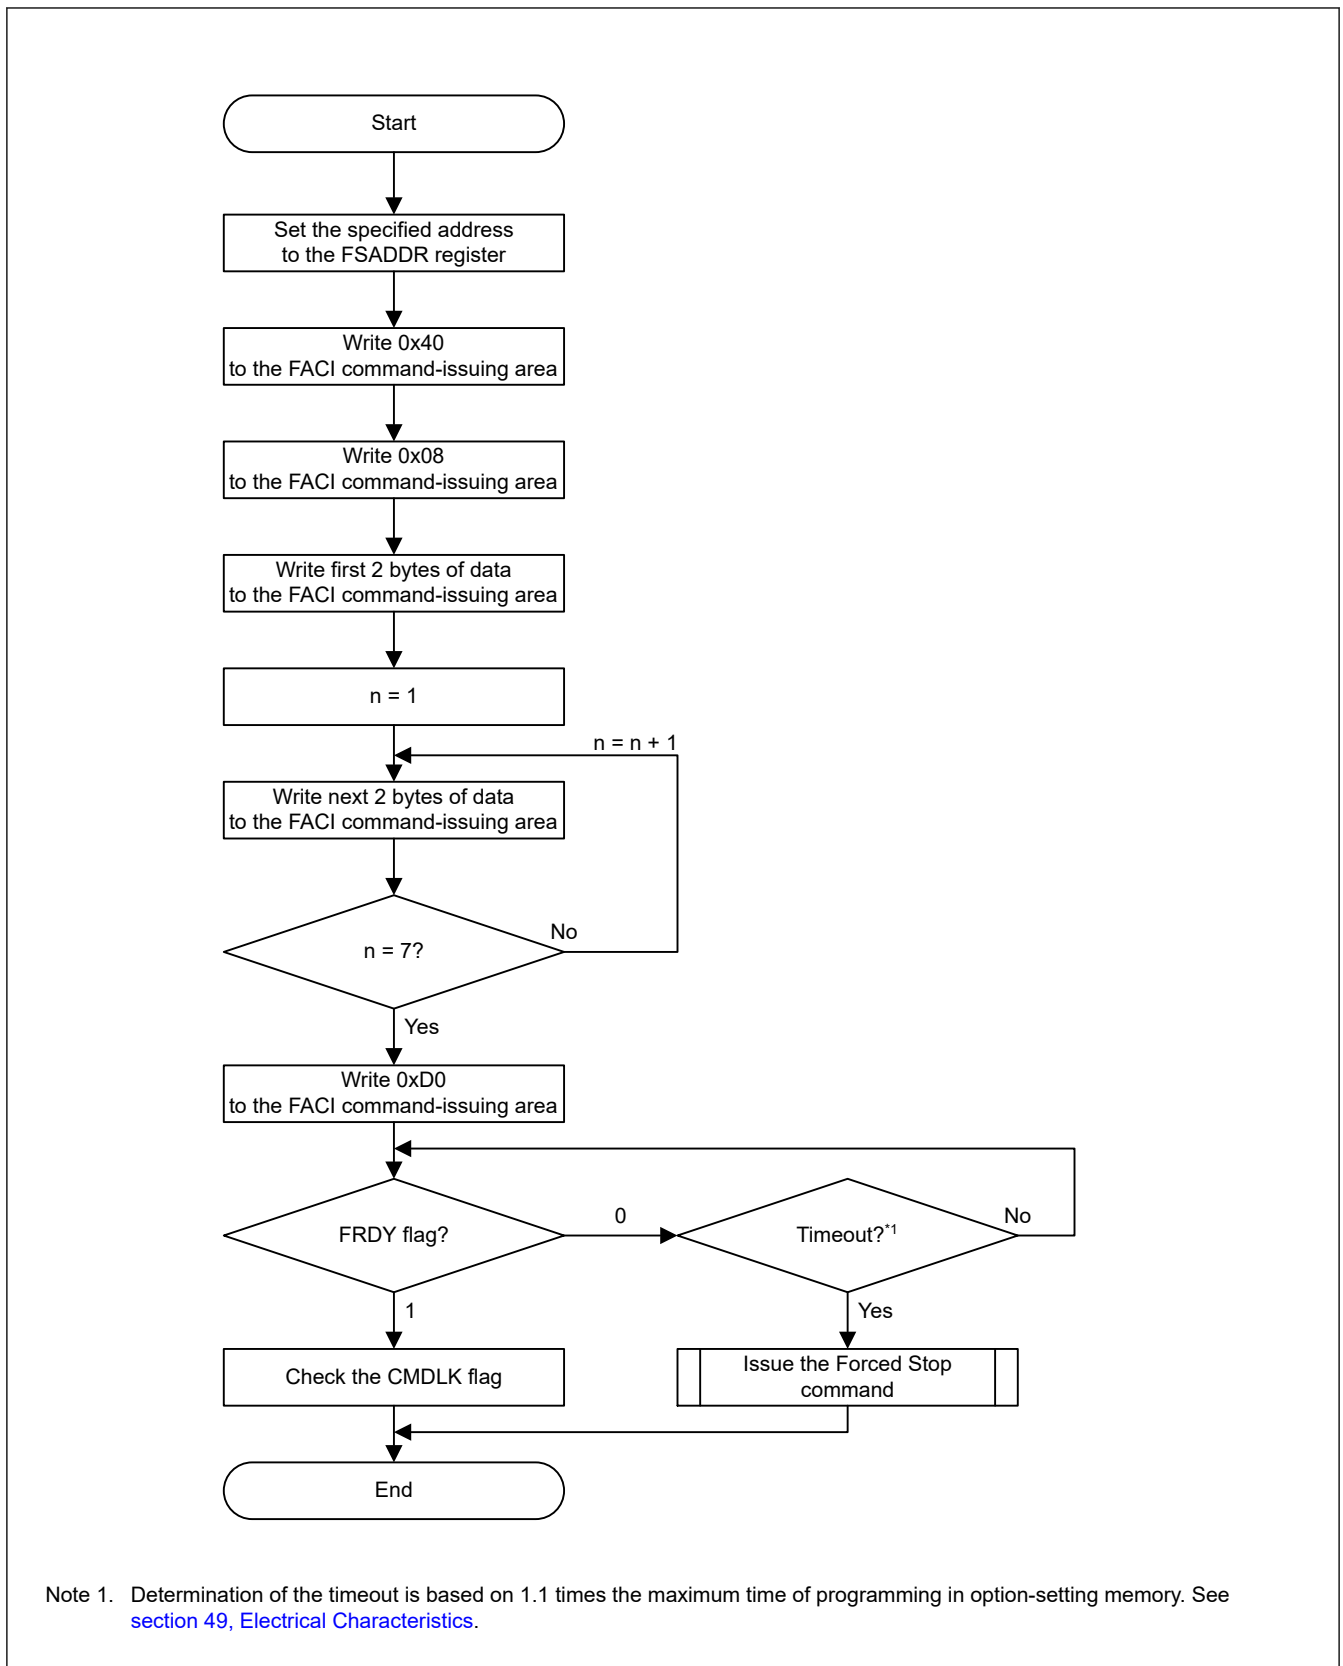 Start
Set the specified address
to the FSADDR register
Write 0x40
to the FACI command-issuing area
Write 0x08
to the FACI command-issuing area
Write first 2 bytes of data
to the FACI command-issuing area
n = 1
n = n + 1
Write next 2 bytes of data
to the FACI command-issuing area
No
n = 7?
Yes
Write 0xD0
to the FACI command-issuing area
FRDY flag?
0
Timeout?*1
No
1
Yes
Check the CMDLK flag
Issue the Forced Stop
command
End
Note 1. Determination of the timeout is based on 1.1 times the maximum time of programming in option-setting memory. See
section 49, Electrical Characteristics.